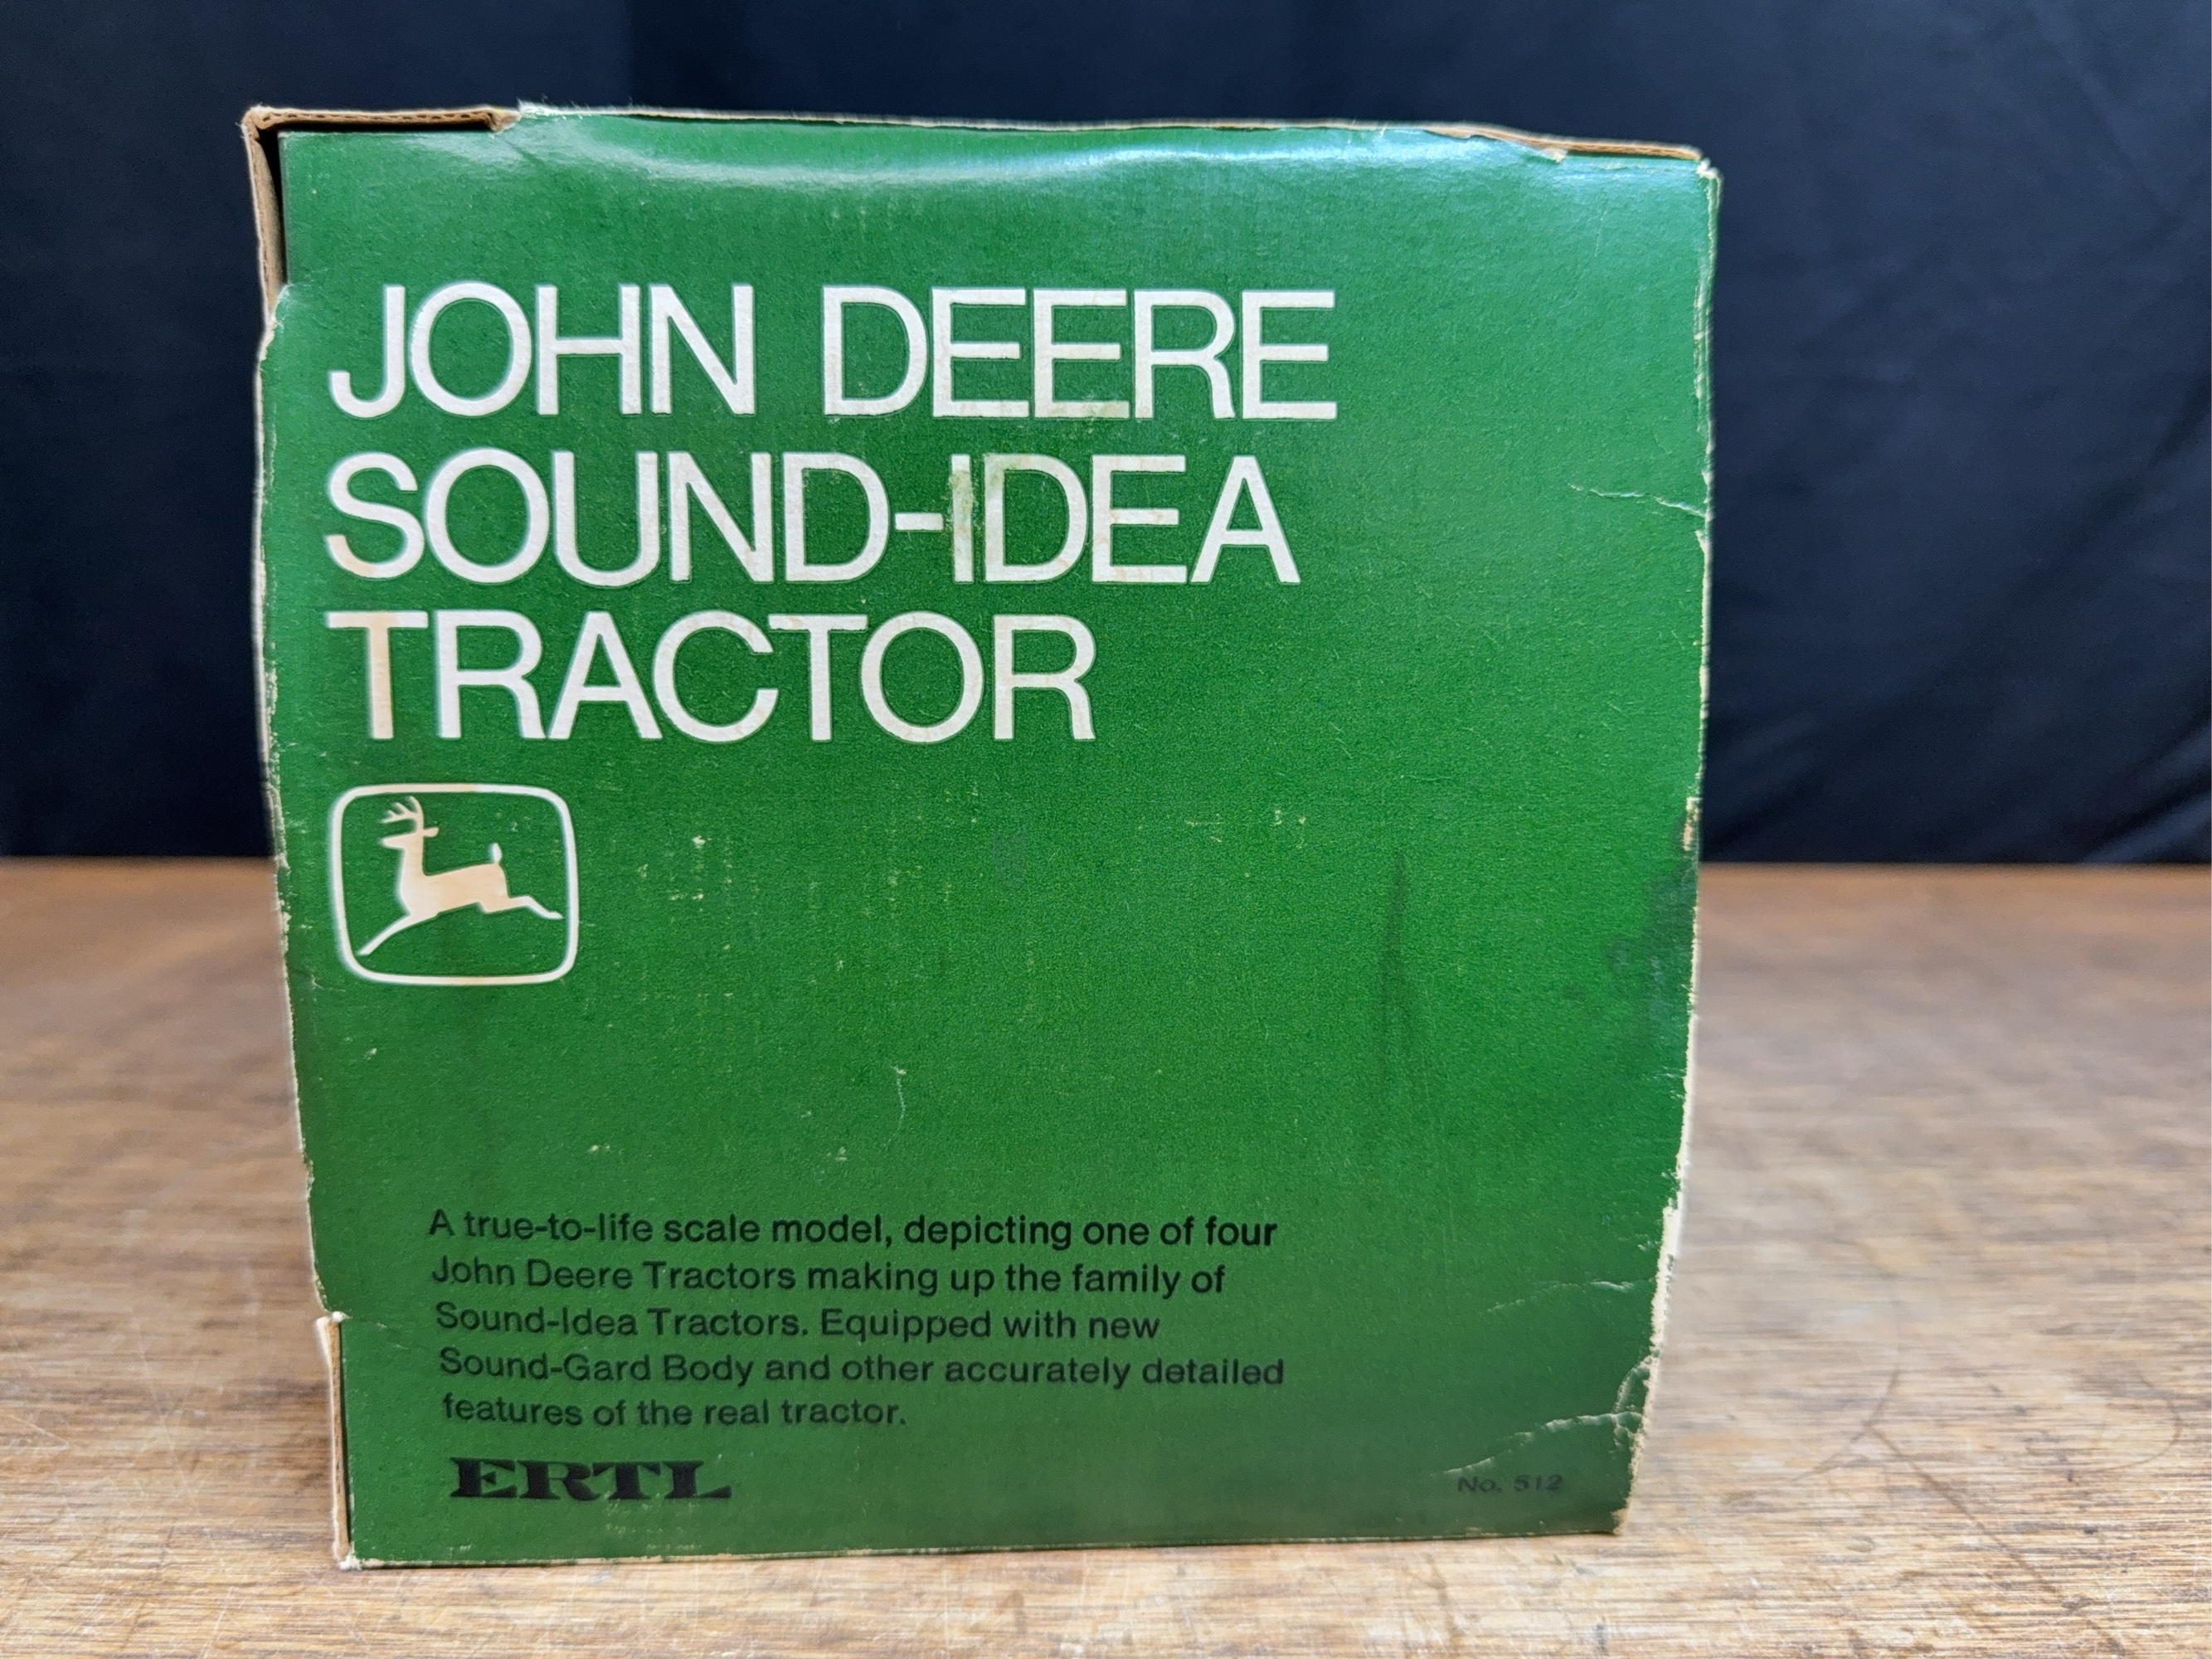 JOHN DEERE
SOUND-IDEA
TRACTOR
A true-to-life scale model, depicting one of four
John Deere Tractors making up the family of
Sound-Idea Tractors. Equipped with new
Sound-Gard Body and other accurately detailed
features of the real tractor.
ERTL
No. 512